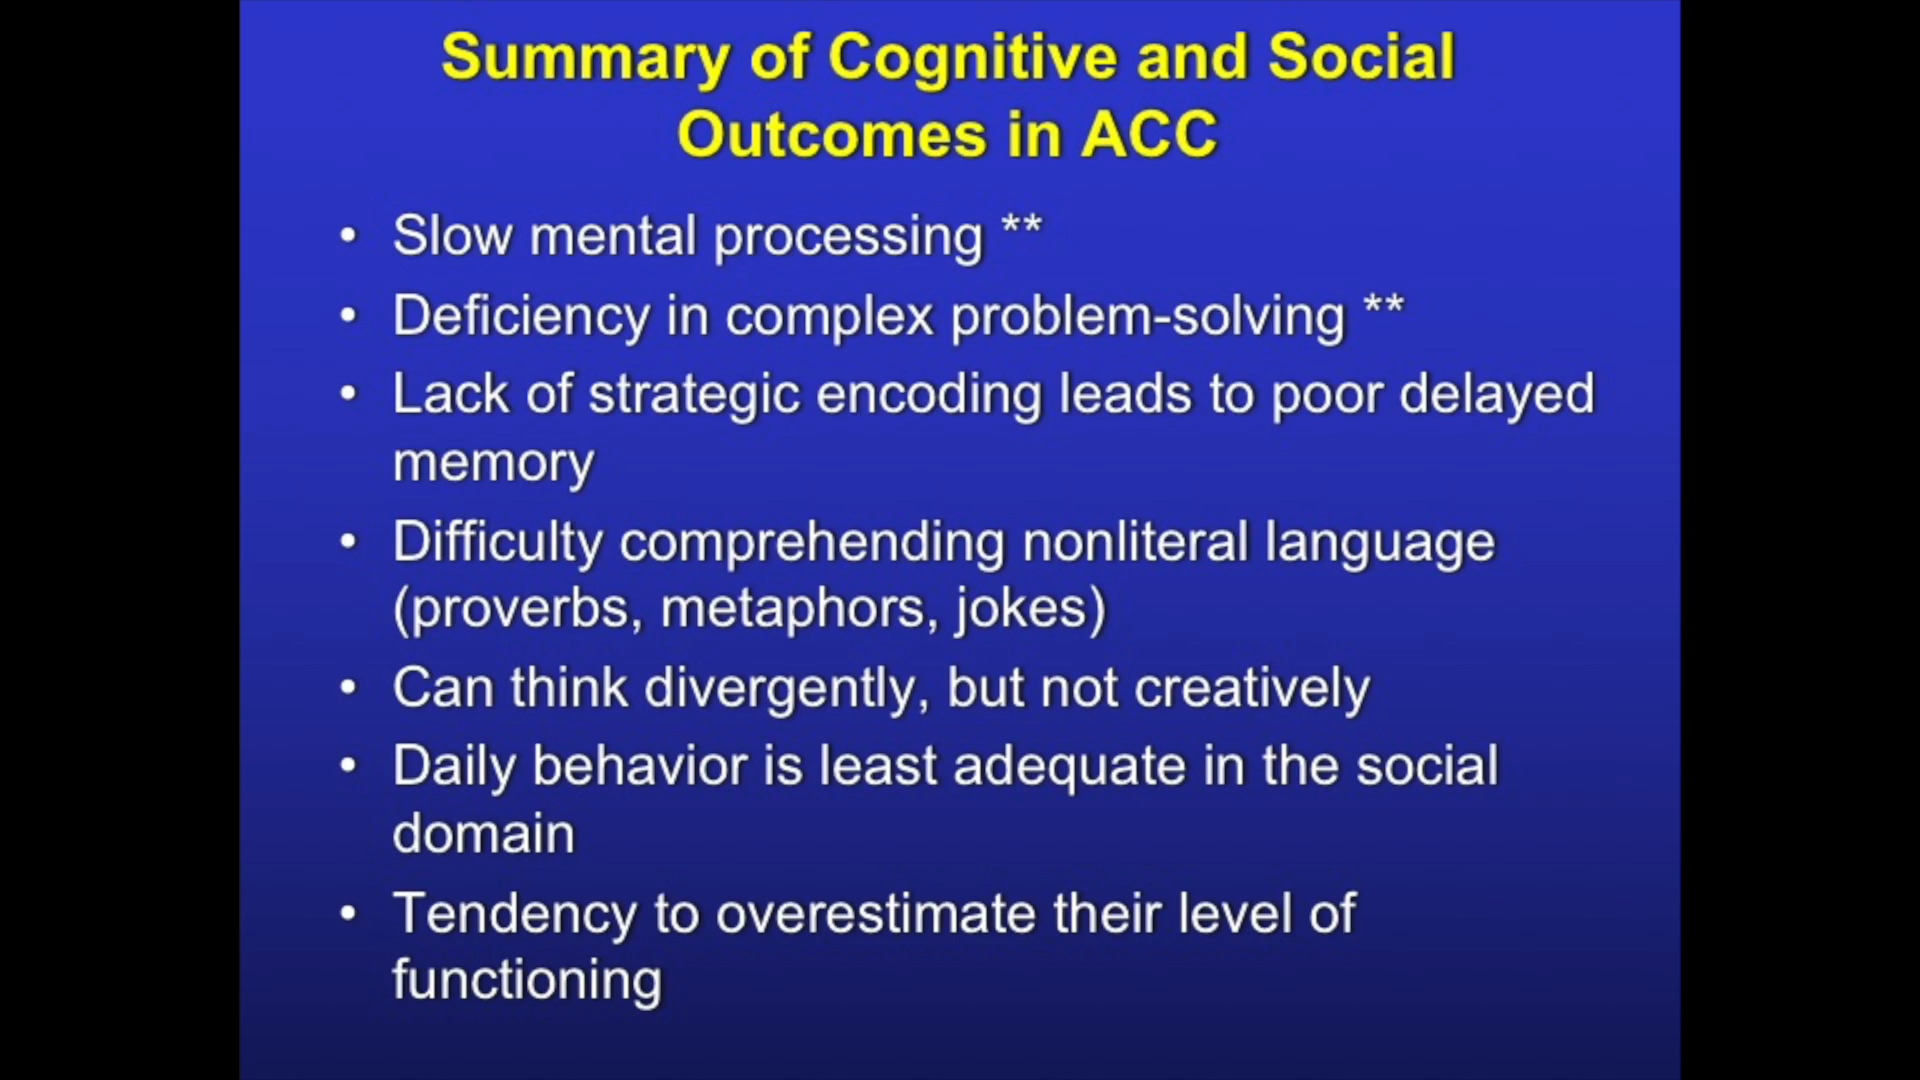 Summary of Cognitive and Social
Outcomes in ACC
• Slow mental processing **
• Deficiency in complex problem-solving **
• Lack of strategic encoding leads to poor delayed
memory
• Difficulty comprehending nonliteral language
(proverbs, metaphors, jokes)
• Can think divergently, but not creatively
• Daily behavior is least adequate in the social
domain
• Tendency to overestimate their level of
functioning